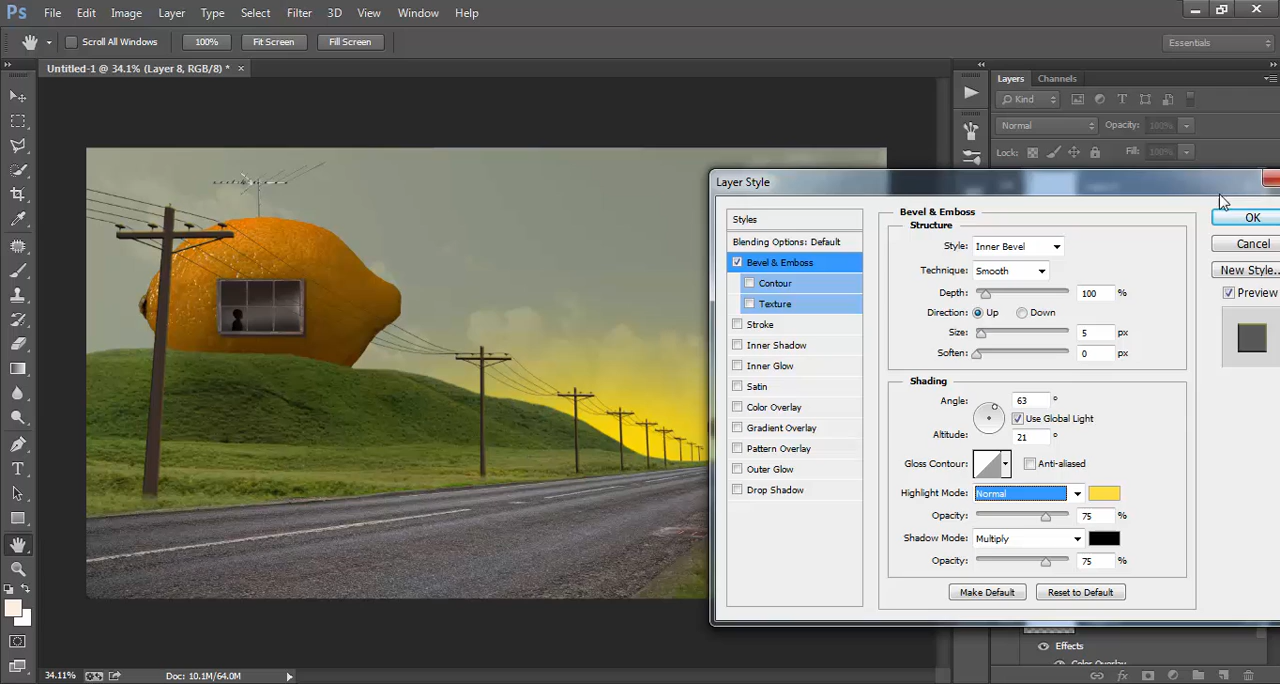 Ps File Edit Image Layer Type Select Filter 3D View Window Help
Scroll All Windows 100% Fit Screen Fill Screen Essentials
Untitled-1 @ 34.1% (Layer 8, RGB/8) * ×
Layers Channels
Kind
Normal Opacity: 100%
Lock: Fill: 100%
Layer Style
Styles
Blending Options: Default
Bevel & Emboss
Contour
Texture
Stroke
Inner Shadow
Inner Glow
Satin
Color Overlay
Gradient Overlay
Pattern Overlay
Outer Glow
Drop Shadow
Bevel & Emboss
Structure
Style: Inner Bevel
Technique: Smooth
Depth: 100 %
Direction: Up Down
Size: 5 px
Soften: 0 px
Shading
Angle: 63 °
Use Global Light
Altitude: 21 °
Gloss Contour: Anti-aliased
Highlight Mode: Normal
Opacity: 75 %
Shadow Mode: Multiply
Opacity: 75 %
Make Default Reset to Default
OK
Cancel
New Style...
Preview
Effects
Color Overlay
34.11% Doc: 10.1M/64.0M